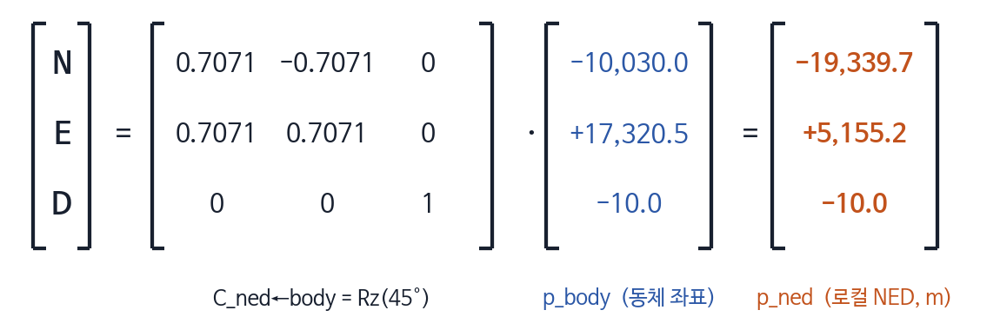 N 0.7071 −0.7071 0 −10,030.0 −19,339.7
E = 0.7071 0.7071 0 · +17,320.5 = +5,155.2
D 0 0 1 −10.0 −10.0
C_ned←body = Rz(45°) p_body (동체 좌표) p_ned (로컬 NED, m)